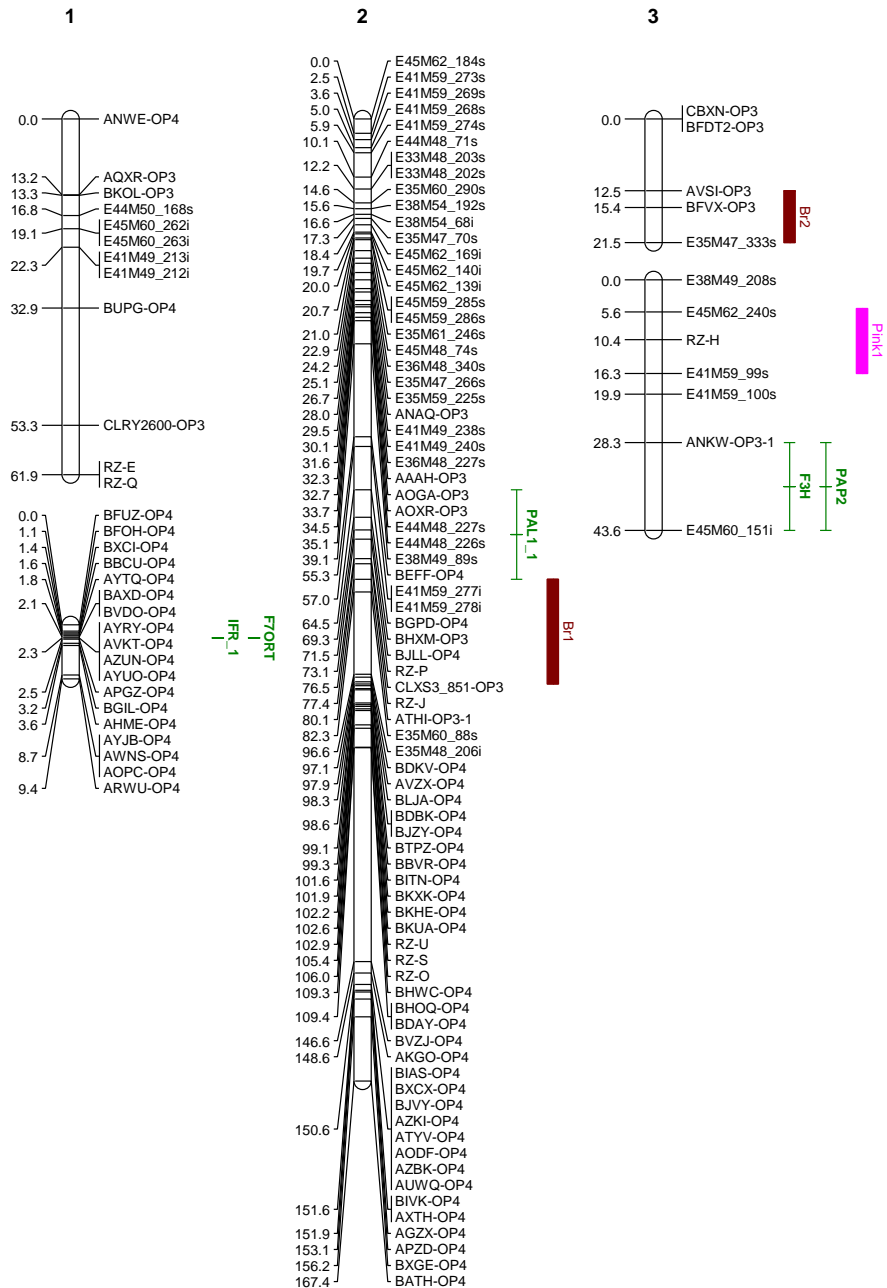 1
0.0 ANWE-OP4
13.2 AQXR-OP3
13.3 BKOL-OP3
16.8 E44M50_168s
19.1 E45M60_262i
E45M60_263i
22.3 E41M49_213i
E41M49_212i
32.9 BUPG-OP4
53.3 CLRY2600-OP3
61.9 RZ-E
RZ-Q
0.0 BFUZ-OP4
1.1 BFOH-OP4
1.4 BXCI-OP4
1.6 BBCU-OP4
1.8 AYTQ-OP4
2.1 BAXD-OP4
BVDO-OP4
2.3 AYRY-OP4
AVKT-OP4
AZUN-OP4
AYUO-OP4
2.5 APGZ-OP4
3.2 BGIL-OP4
3.6 AHME-OP4
8.7 AYJB-OP4
AWNS-OP4
AOPC-OP4
9.4 ARWU-OP4
IFR_1
F7ORT
2
0.0 E45M62_184s
2.5 E41M59_273s
3.6 E41M59_269s
5.0 E41M59_268s
5.9 E41M59_274s
10.1 E44M48_71s
12.2 E33M48_203s
E33M48_202s
14.6 E35M60_290s
15.6 E38M54_192s
16.6 E38M54_68i
17.3 E35M47_70s
18.4 E45M62_169i
19.7 E45M62_140i
20.0 E45M62_139i
20.7 E45M59_285s
E45M59_286s
21.0 E35M61_246s
22.9 E45M48_74s
24.2 E36M48_340s
25.1 E35M47_266s
26.7 E35M59_225s
28.0 ANAQ-OP3
29.5 E41M49_238s
30.1 E41M49_240s
31.6 E36M48_227s
32.3 AAAH-OP3
32.7 AOGA-OP3
33.7 AOXR-OP3
34.5 E44M48_227s
35.1 E44M48_226s
39.1 E38M49_89s
55.3 BEFF-OP4
57.0 E41M59_277i
E41M59_278i
64.5 BGPD-OP4
69.3 BHXM-OP3
71.5 BJLL-OP4
73.1 RZ-P
76.5 CLXS3_851-OP3
77.4 RZ-J
80.1 ATHI-OP3-1
82.3 E35M60_88s
96.6 E35M48_206i
97.1 BDKV-OP4
97.9 AVZX-OP4
98.3 BLJA-OP4
98.6 BDBK-OP4
BJZY-OP4
99.1 BTPZ-OP4
99.3 BBVR-OP4
101.6 BITN-OP4
101.9 BKXK-OP4
102.2 BKHE-OP4
102.6 BKUA-OP4
102.9 RZ-U
105.4 RZ-S
106.0 RZ-O
109.3 BHWC-OP4
109.4 BHOQ-OP4
BDAY-OP4
146.6 BVZJ-OP4
148.6 AKGO-OP4
150.6 BIAS-OP4
BXCX-OP4
BJVY-OP4
AZKI-OP4
ATYV-OP4
AODF-OP4
AZBK-OP4
AUWQ-OP4
151.6 BIVK-OP4
AXTH-OP4
151.9 AGZX-OP4
153.1 APZD-OP4
156.2 BXGE-OP4
167.4 BATH-OP4
PAL1_1
Br1
3
0.0 CBXN-OP3
BFDT2-OP3
12.5 AVSI-OP3
15.4 BFVX-OP3
21.5 E35M47_333s
Br2
0.0 E38M49_208s
5.6 E45M62_240s
10.4 RZ-H
16.3 E41M59_99s
19.9 E41M59_100s
28.3 ANKW-OP3-1
43.6 E45M60_151i
Pink1
F3H
PAP2